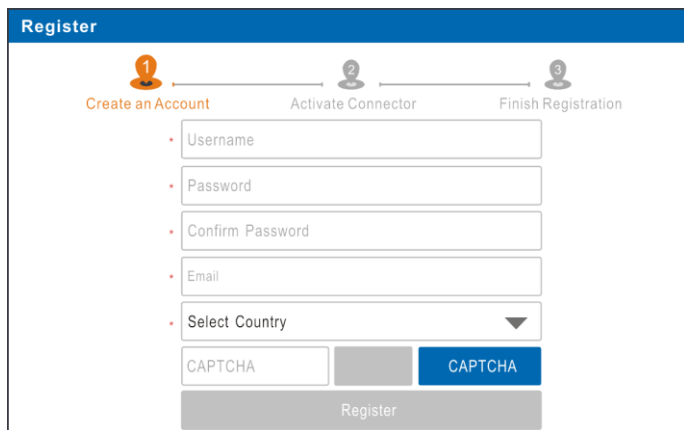 Register
1
2
3
Create an Account
Activate Connector
Finish Registration
* Username
* Password
* Confirm Password
* Email
* Select Country
CAPTCHA
CAPTCHA
Register